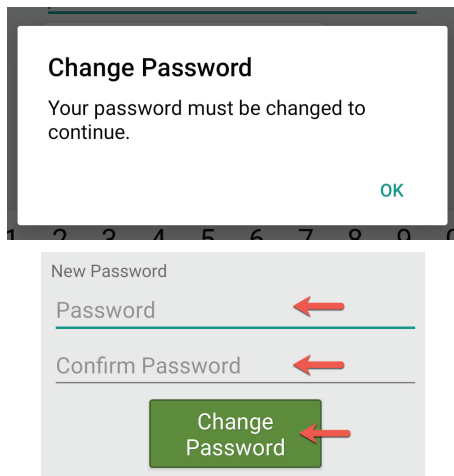 Change Password
Your password must be changed to
continue.
OK
1 2 3 4 5 6 7 8 9 0
New Password
Password
Confirm Password
Change
Password